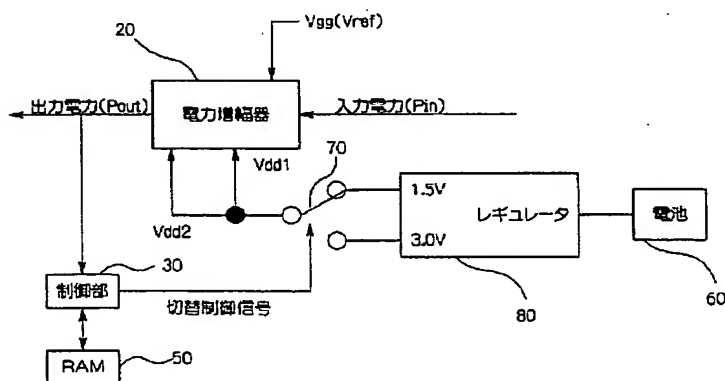 Vgg(Vref)
20
出力電力(Pout)
電力増幅器
入力電力(Pin)
Vdd1
70
1.5V
レギュレータ
電池
Vdd2
3.0V
30
60
制御部
切替制御信号
80
RAM
50